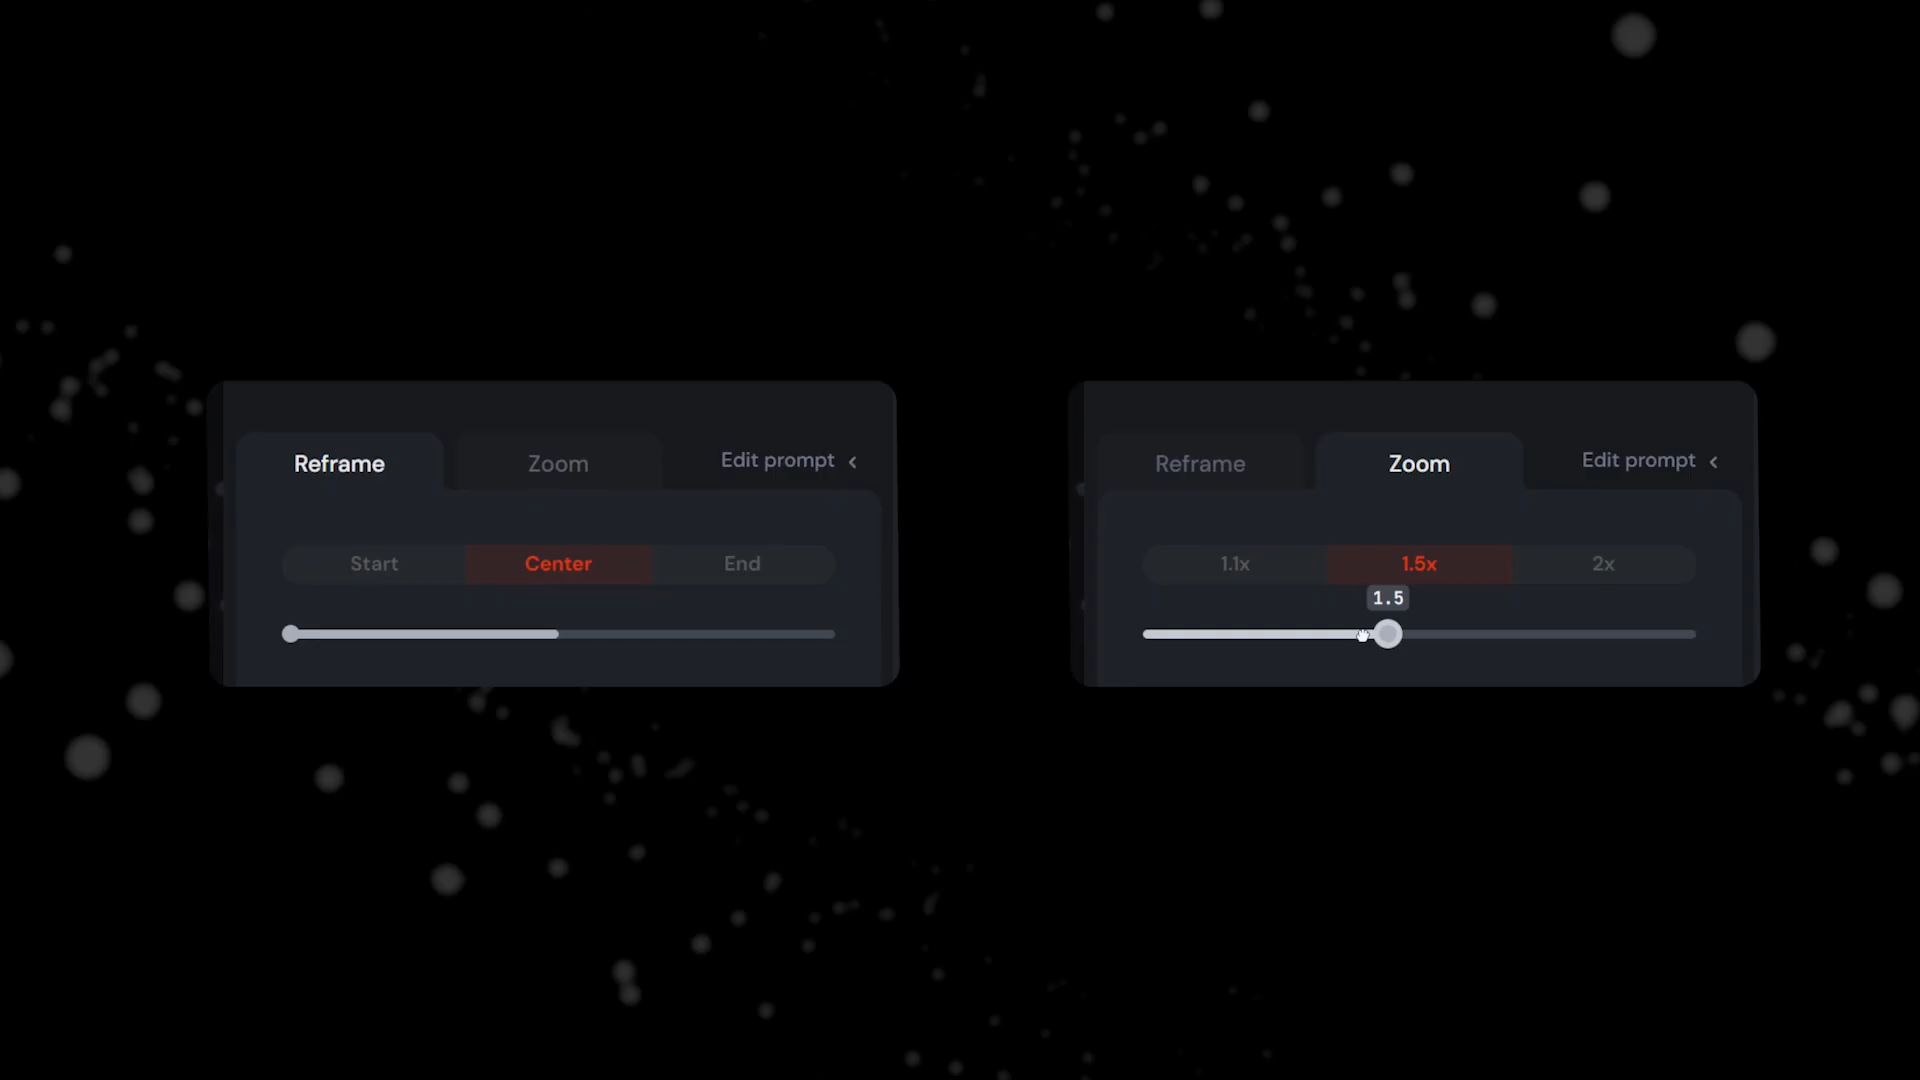 Reframe Zoom Edit prompt
Start Center End
Reframe Zoom Edit prompt
1.1x 1.5x 2x
1.5